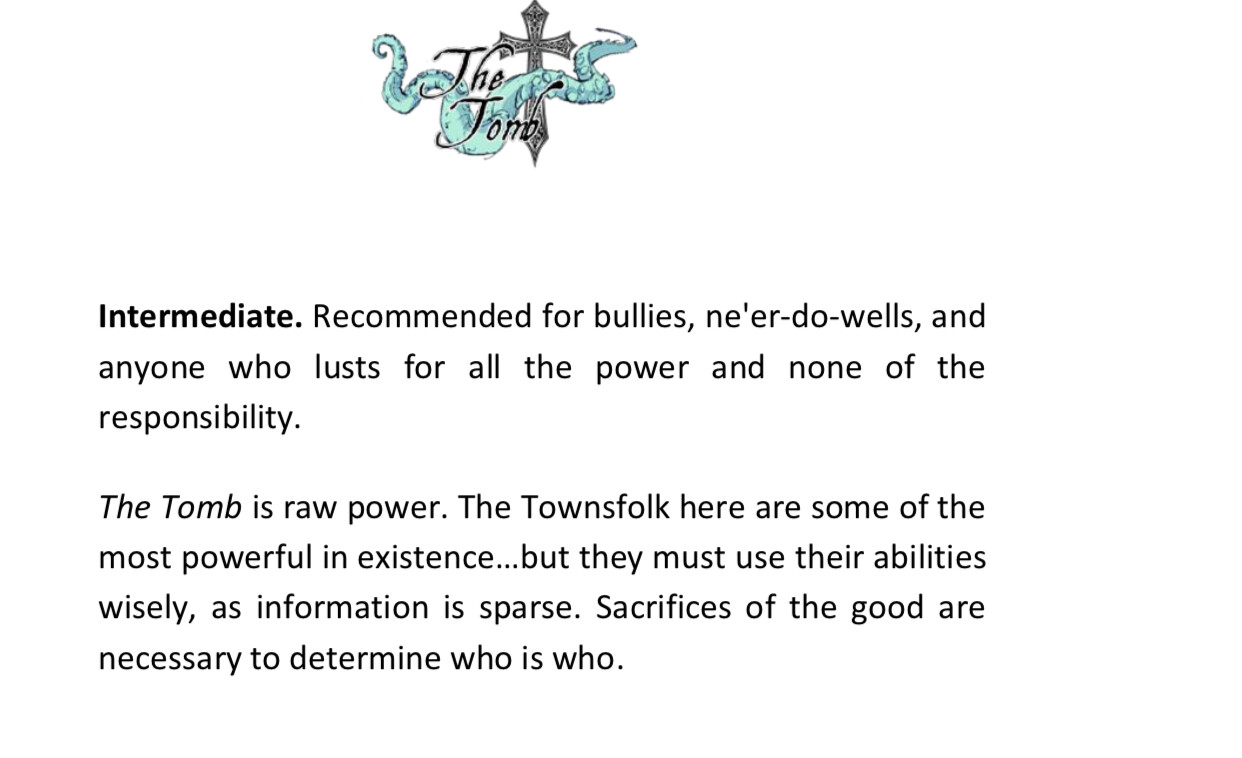 The
Tomb
Intermediate. Recommended for bullies, ne'er-do-wells, and
anyone who lusts for all the power and none of the
responsibility.
The Tomb is raw power. The Townsfolk here are some of the
most powerful in existence...but they must use their abilities
wisely, as information is sparse. Sacrifices of the good are
necessary to determine who is who.